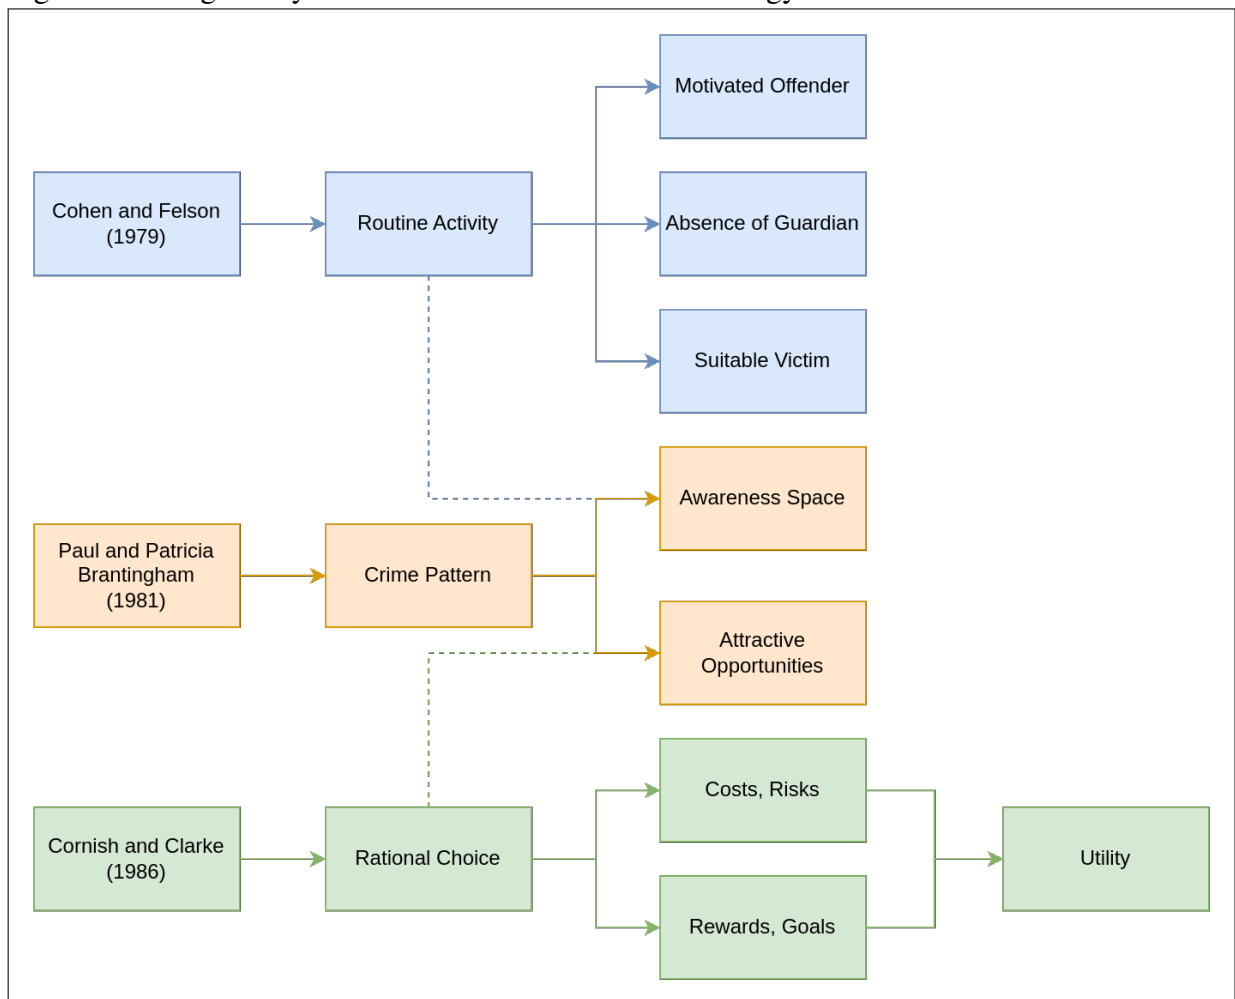 Motivated Offender
Cohen and Felson
(1979)
Routine Activity
Absence of Guardian
Suitable Victim
Awareness Space
Paul and Patricia
Brantingham
(1981)
Crime Pattern
Attractive
Opportunities
Costs, Risks
Cornish and Clarke
(1986)
Rational Choice
Utility
Rewards, Goals